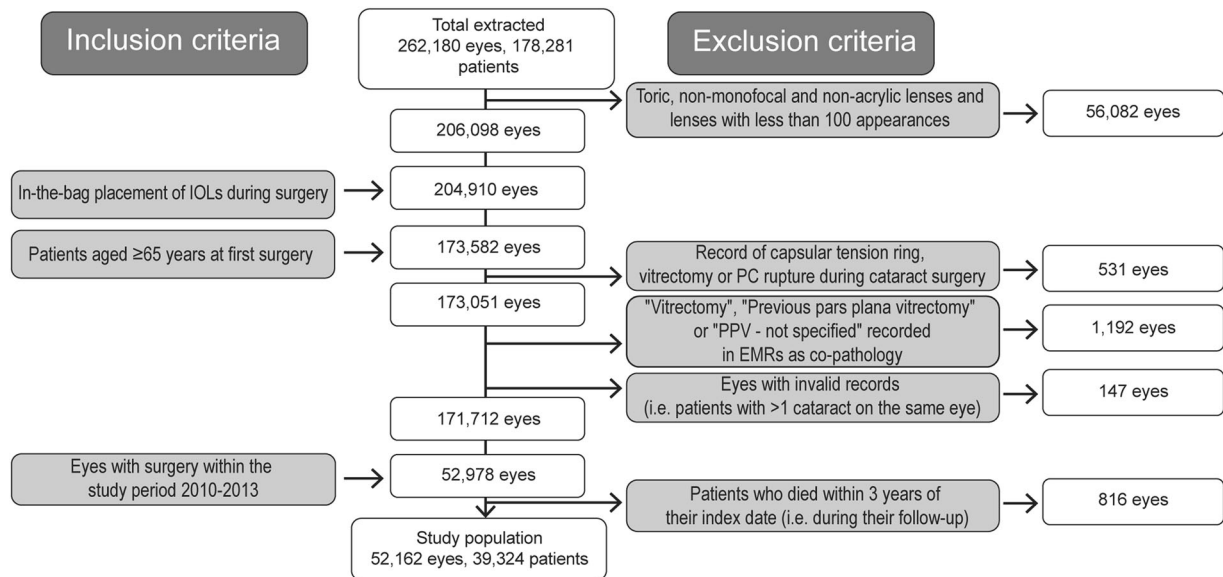 Inclusion criteria
Total extracted
262,180 eyes, 178,281
patients
Exclusion criteria
Toric, non-monofocal and non-acrylic lenses and
lenses with less than 100 appearances
56,082 eyes
206,098 eyes
In-the-bag placement of IOLs during surgery
204,910 eyes
Patients aged ≥65 years at first surgery
173,582 eyes
Record of capsular tension ring,
vitrectomy or PC rupture during cataract surgery
531 eyes
173,051 eyes
"Vitrectomy", "Previous pars plana vitrectomy"
or "PPV - not specified" recorded
in EMRs as co-pathology
1,192 eyes
Eyes with invalid records
(i.e. patients with >1 cataract on the same eye)
147 eyes
171,712 eyes
Eyes with surgery within the
study period 2010-2013
52,978 eyes
Patients who died within 3 years of
their index date (i.e. during their follow-up)
816 eyes
Study population
52,162 eyes, 39,324 patients